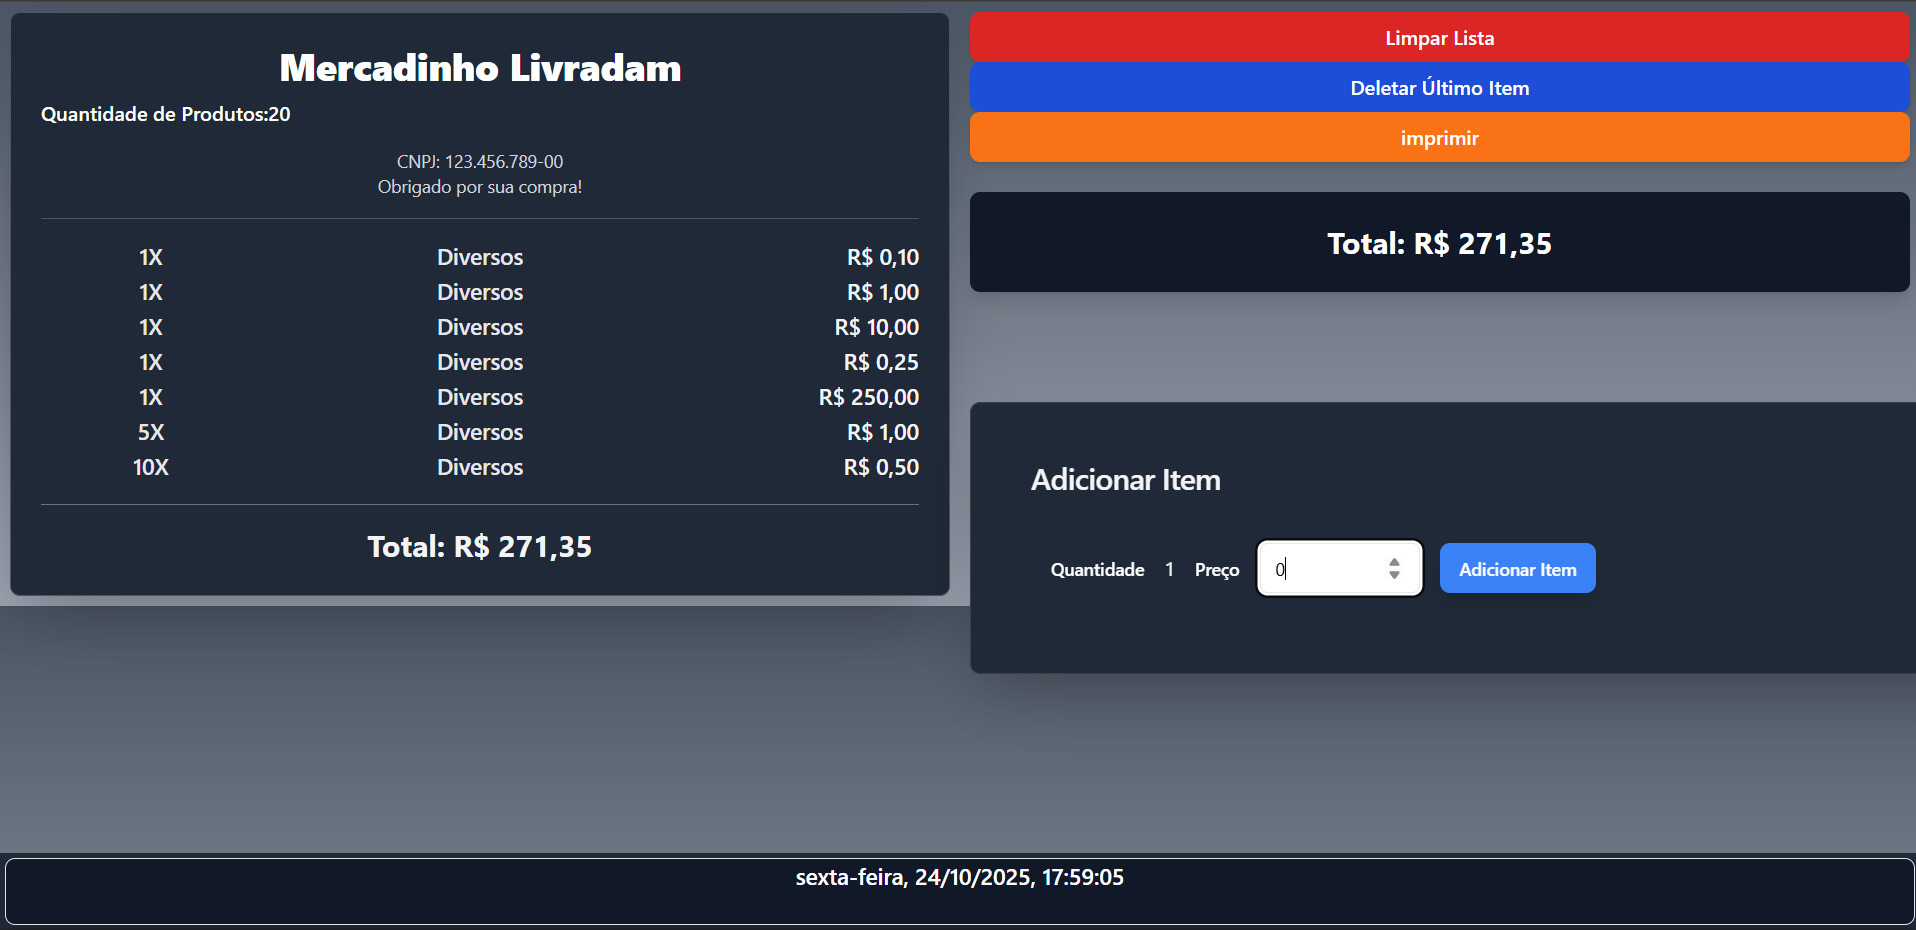 Mercadinho Livradam
Quantidade de Produtos:20
CNPJ: 123.456.789-00
Obrigado por sua compra!
1X Diversos R$ 0,10
1X Diversos R$ 1,00
1X Diversos R$ 10,00
1X Diversos R$ 0,25
1X Diversos R$ 250,00
5X Diversos R$ 1,00
10X Diversos R$ 0,50
Total: R$ 271,35
Limpar Lista
Deletar Último Item
imprimir
Total: R$ 271,35
Adicionar Item
Quantidade 1 Preço 0 Adicionar Item
sexta-feira, 24/10/2025, 17:59:05